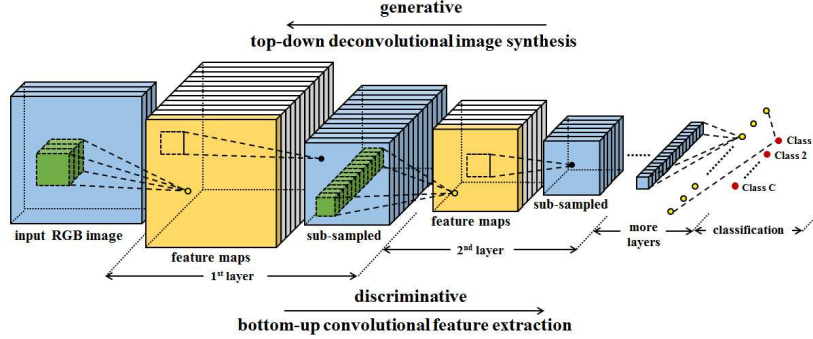 generative
top-down deconvolutional image synthesis
input RGB image
feature maps
sub-sampled
feature maps
sub-sampled
more
layers
classification
Class
Class 2
Class C
1st layer
2nd layer
discriminative
bottom-up convolutional feature extraction